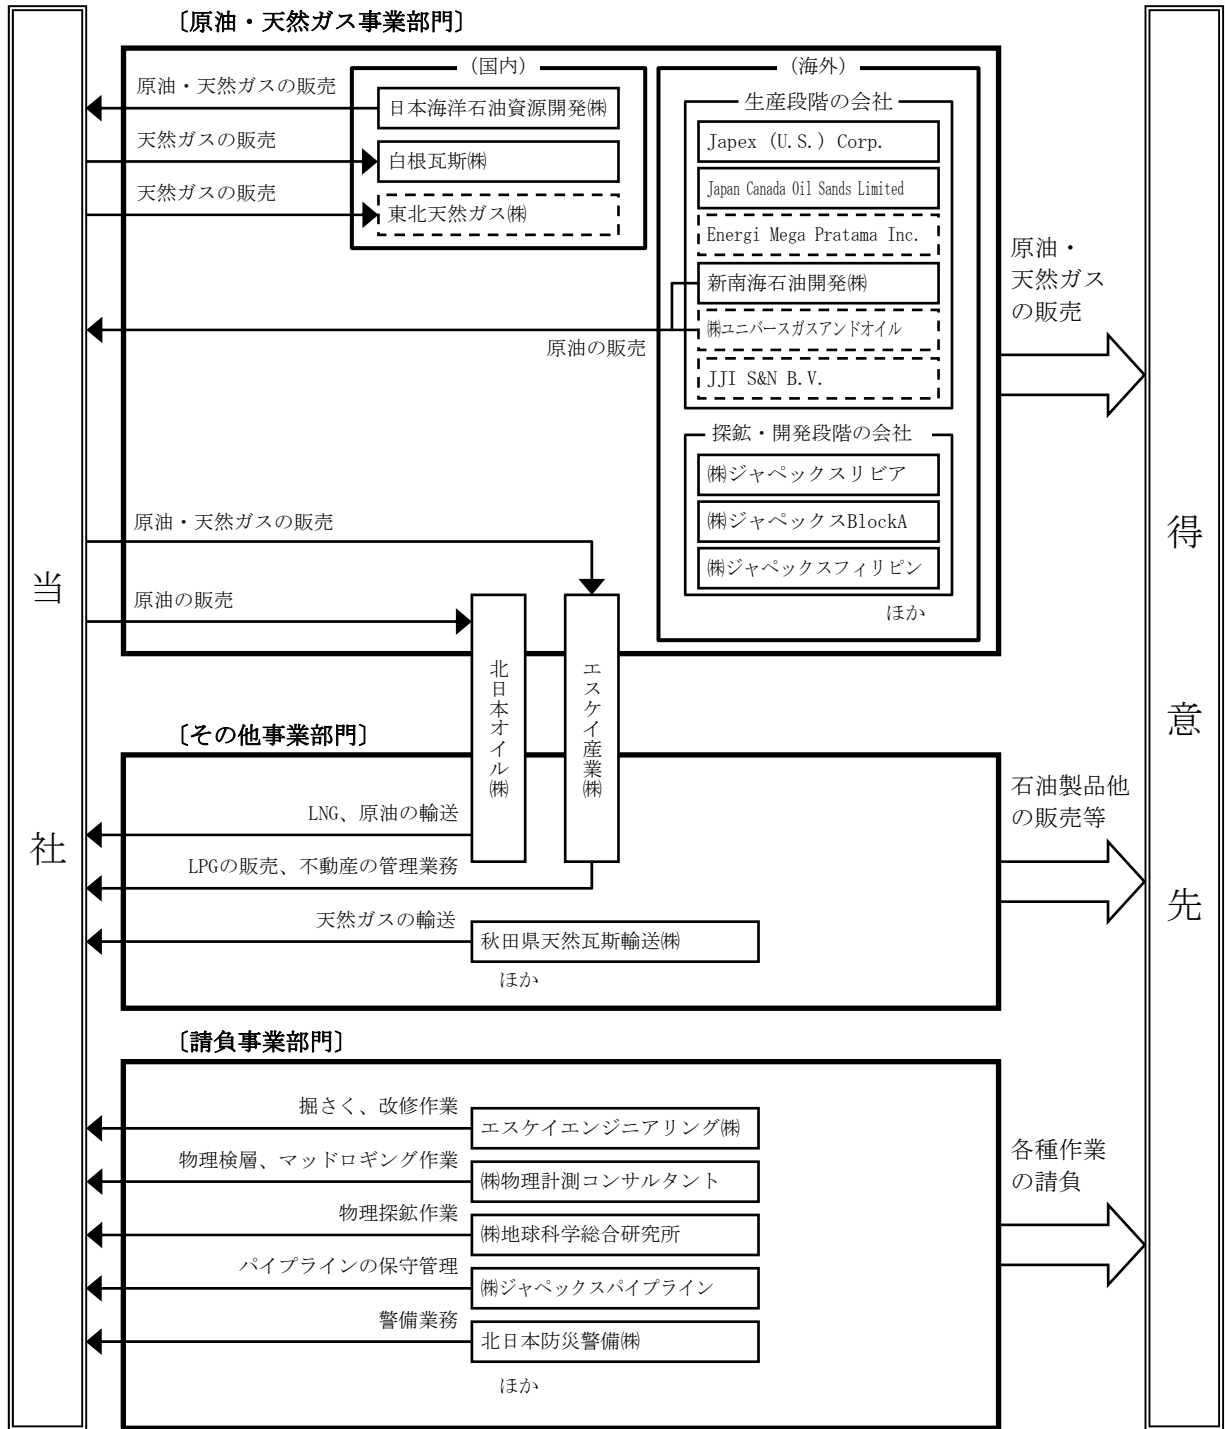 〔原油・天然ガス事業部門〕
(国内)
(海外)
原油・天然ガスの販売
日本海洋石油資源開発㈱
天然ガスの販売
白根瓦斯㈱
天然ガスの販売
東北天然ガス㈱
生産段階の会社
Japex (U.S.) Corp.
Japan Canada Oil Sands Limited
Energi Mega Pratama Inc.
新南海石油開発㈱
㈱ユニバースガスアンドオイル
JJI S&N B.V.
原油の販売
原油・
天然ガス
の販売
探鉱・開発段階の会社
㈱ジャペックスリビア
㈱ジャペックスBlockA
㈱ジャペックスフィリピン
ほか
原油・天然ガスの販売
原油の販売
当社
得意先
北日本オイル㈱
エスケイ産業㈱
〔その他事業部門〕
LNG、原油の輸送
LPGの販売、不動産の管理業務
天然ガスの輸送
秋田県天然瓦斯輸送㈱
ほか
石油製品他
の販売等
〔請負事業部門〕
掘さく、改修作業
エスケイエンジニアリング㈱
物理検層、マッドロギング作業
㈱物理計測コンサルタント
物理探鉱作業
㈱地球科学総合研究所
パイプラインの保守管理
㈱ジャペックスパイプライン
警備業務
北日本防災警備㈱
ほか
各種作業
の請負